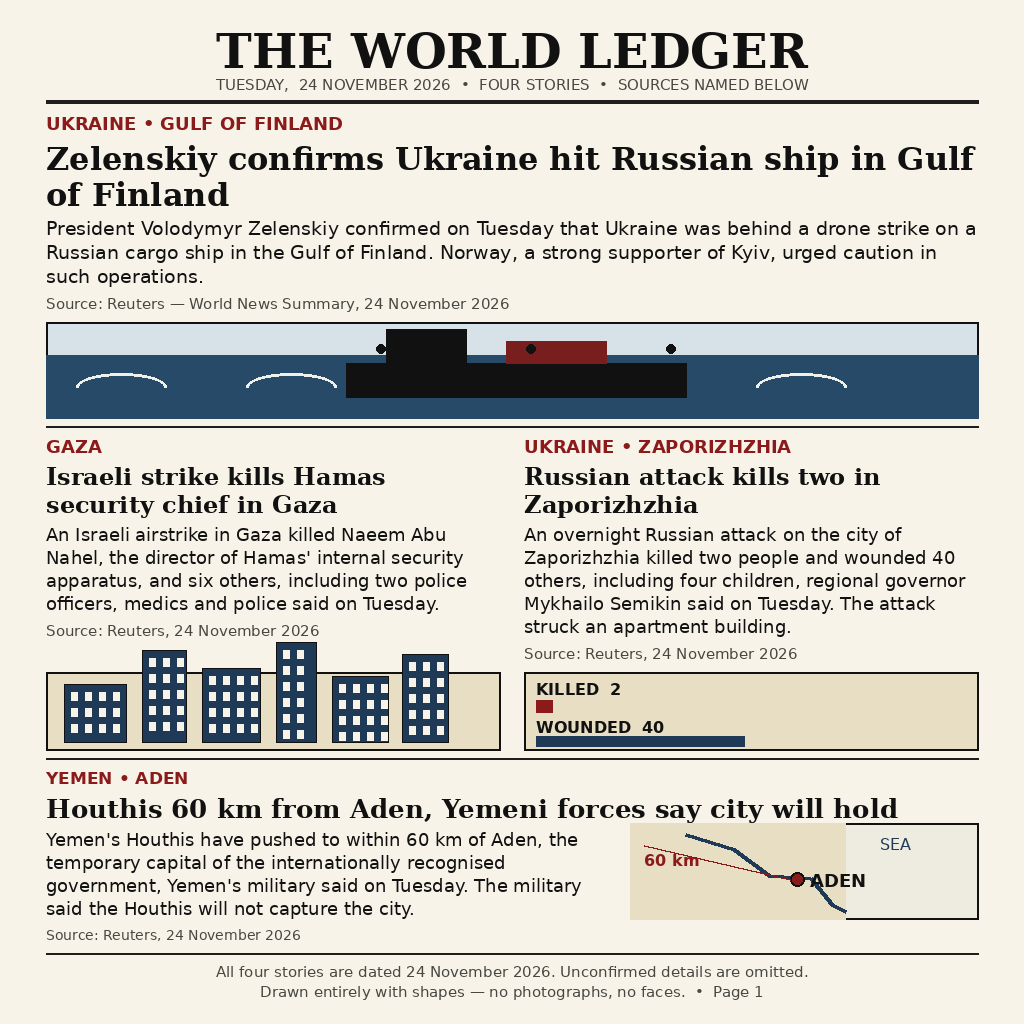 THE WORLD LEDGER
TUESDAY, 24 NOVEMBER 2026 • FOUR STORIES • SOURCES NAMED BELOW
UKRAINE • GULF OF FINLAND
Zelenskiy confirms Ukraine hit Russian ship in Gulf
of Finland
President Volodymyr Zelenskiy confirmed on Tuesday that Ukraine was behind a drone strike on a
Russian cargo ship in the Gulf of Finland. Norway, a strong supporter of Kyiv, urged caution in
such operations.
Source: Reuters — World News Summary, 24 November 2026
GAZA
Israeli strike kills Hamas
security chief in Gaza
An Israeli airstrike in Gaza killed Naeem Abu
Nahel, the director of Hamas' internal security
apparatus, and six others, including two police
officers, medics and police said on Tuesday.
Source: Reuters, 24 November 2026
UKRAINE • ZAPORIZHZHIA
Russian attack kills two in
Zaporizhzhia
An overnight Russian attack on the city of
Zaporizhzhia killed two people and wounded 40
others, including four children, regional governor
Mykhailo Semikin said on Tuesday. The attack
struck an apartment building.
Source: Reuters, 24 November 2026
KILLED 2
WOUNDED 40
YEMEN • ADEN
Houthis 60 km from Aden, Yemeni forces say city will hold
Yemen's Houthis have pushed to within 60 km of Aden, the
temporary capital of the internationally recognised
government, Yemen's military said on Tuesday. The military
said the Houthis will not capture the city.
Source: Reuters, 24 November 2026
SEA
60 km
ADEN
All four stories are dated 24 November 2026. Unconfirmed details are omitted.
Drawn entirely with shapes — no photographs, no faces. • Page 1